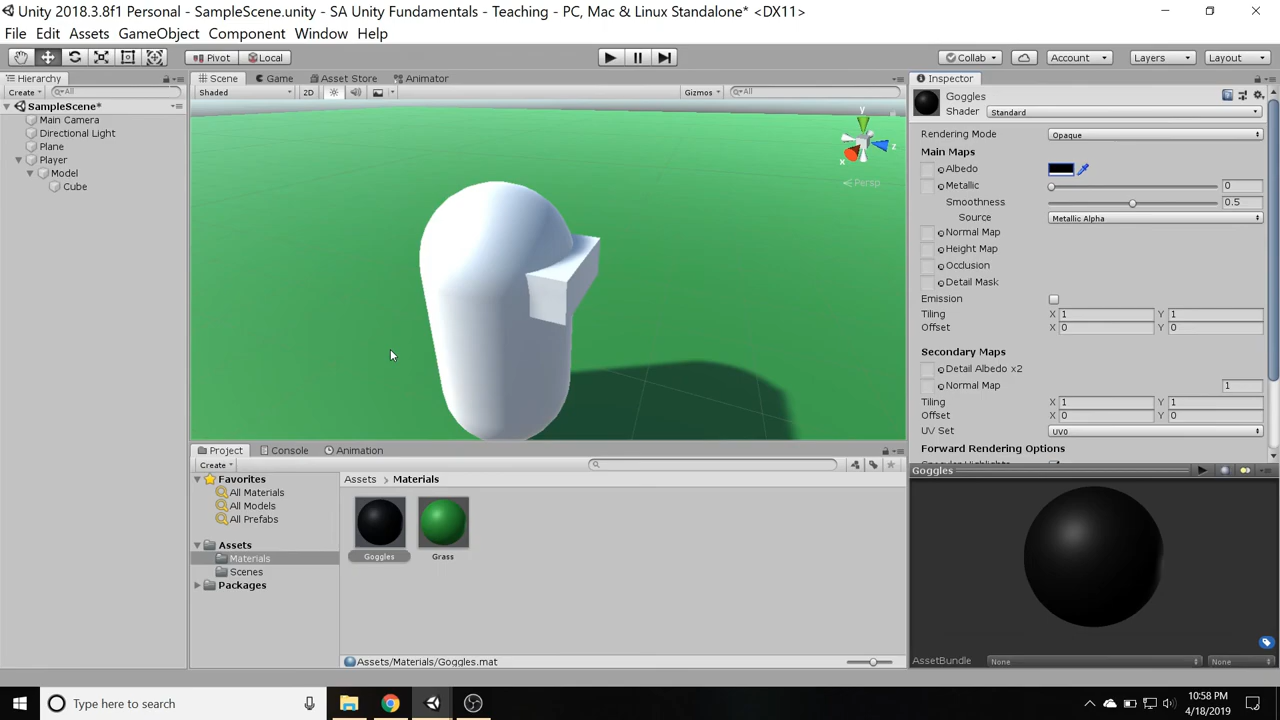 Unity 2018.3.8f1 Personal - SampleScene.unity - SA Unity Fundamentals - Teaching - PC, Mac & Linux Standalone* <DX11>
File Edit Assets GameObject Component Window Help
Pivot Local Collab Account Layers Layout
Hierarchy
Create All
SampleScene*
Main Camera
Directional Light
Plane
Player
Model
Cube
Scene Game Asset Store Animator
Shaded 2D Gizmos All
y
z
x
Persp
Project Console Animation
Create
Favorites
All Materials
All Models
All Prefabs
Assets
Materials
Scenes
Packages
Assets Materials
Goggles Grass
Assets/Materials/Goggles.mat
Inspector
Goggles
Shader Standard
Rendering Mode Opaque
Main Maps
Albedo
Metallic 0
Smoothness 0.5
Source Metallic Alpha
Normal Map
Height Map
Occlusion
Detail Mask
Emission
Tiling X 1 Y 1
Offset X 0 Y 0
Secondary Maps
Detail Albedo x2
Normal Map 1
Tiling X 1 Y 1
Offset X 0 Y 0
UV Set UV0
Forward Rendering Options
Goggles
AssetBundle None None
Type here to search
10:58 PM
4/18/2019